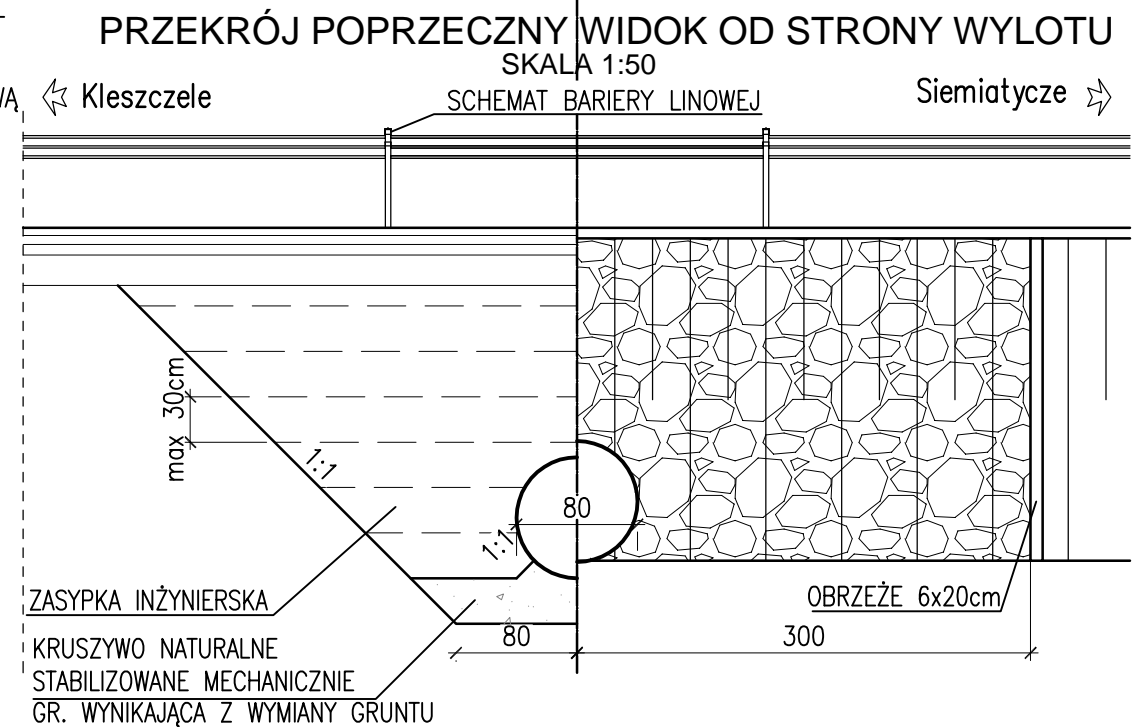 PRZEKRÓJ POPRZECZNY WIDOK OD STRONY WYLOTU
SKALA 1:50
Kleszczele
SCHEMAT BARIERY LINOWEJ
Siemiatycze
max 30cm
1:1
80
1:1
ZASYPKA INŻYNIERSKA
OBRZEŻE 6x20cm
80
300
KRUSZYWO NATURALNE
STABILIZOWANE MECHANICZNIE
GR. WYNIKAJĄCA Z WYMIANY GRUNTU